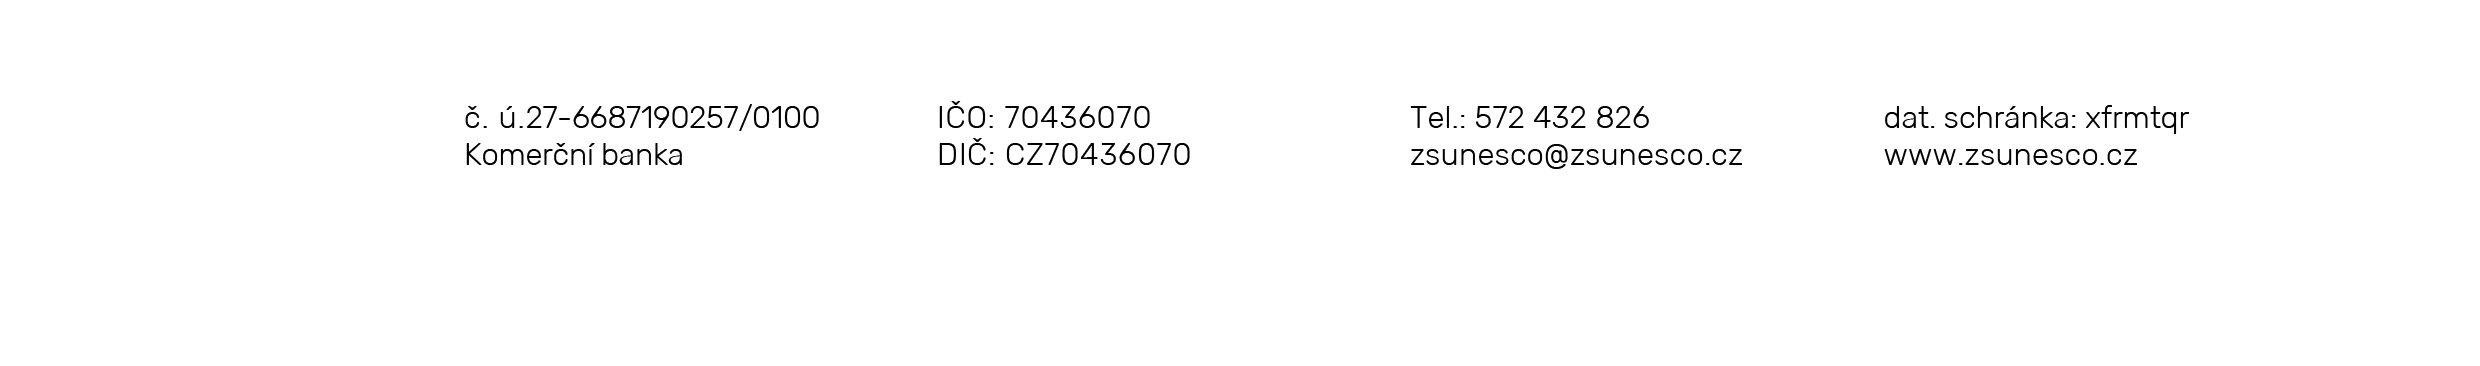 č. ú.27-6687190257/0100
Komerční banka
IČO: 70436070
DIČ: CZ70436070
Tel.: 572 432 826
zsunesco@zsunesco.cz
dat. schránka: xfrmtqr
www.zsunesco.cz